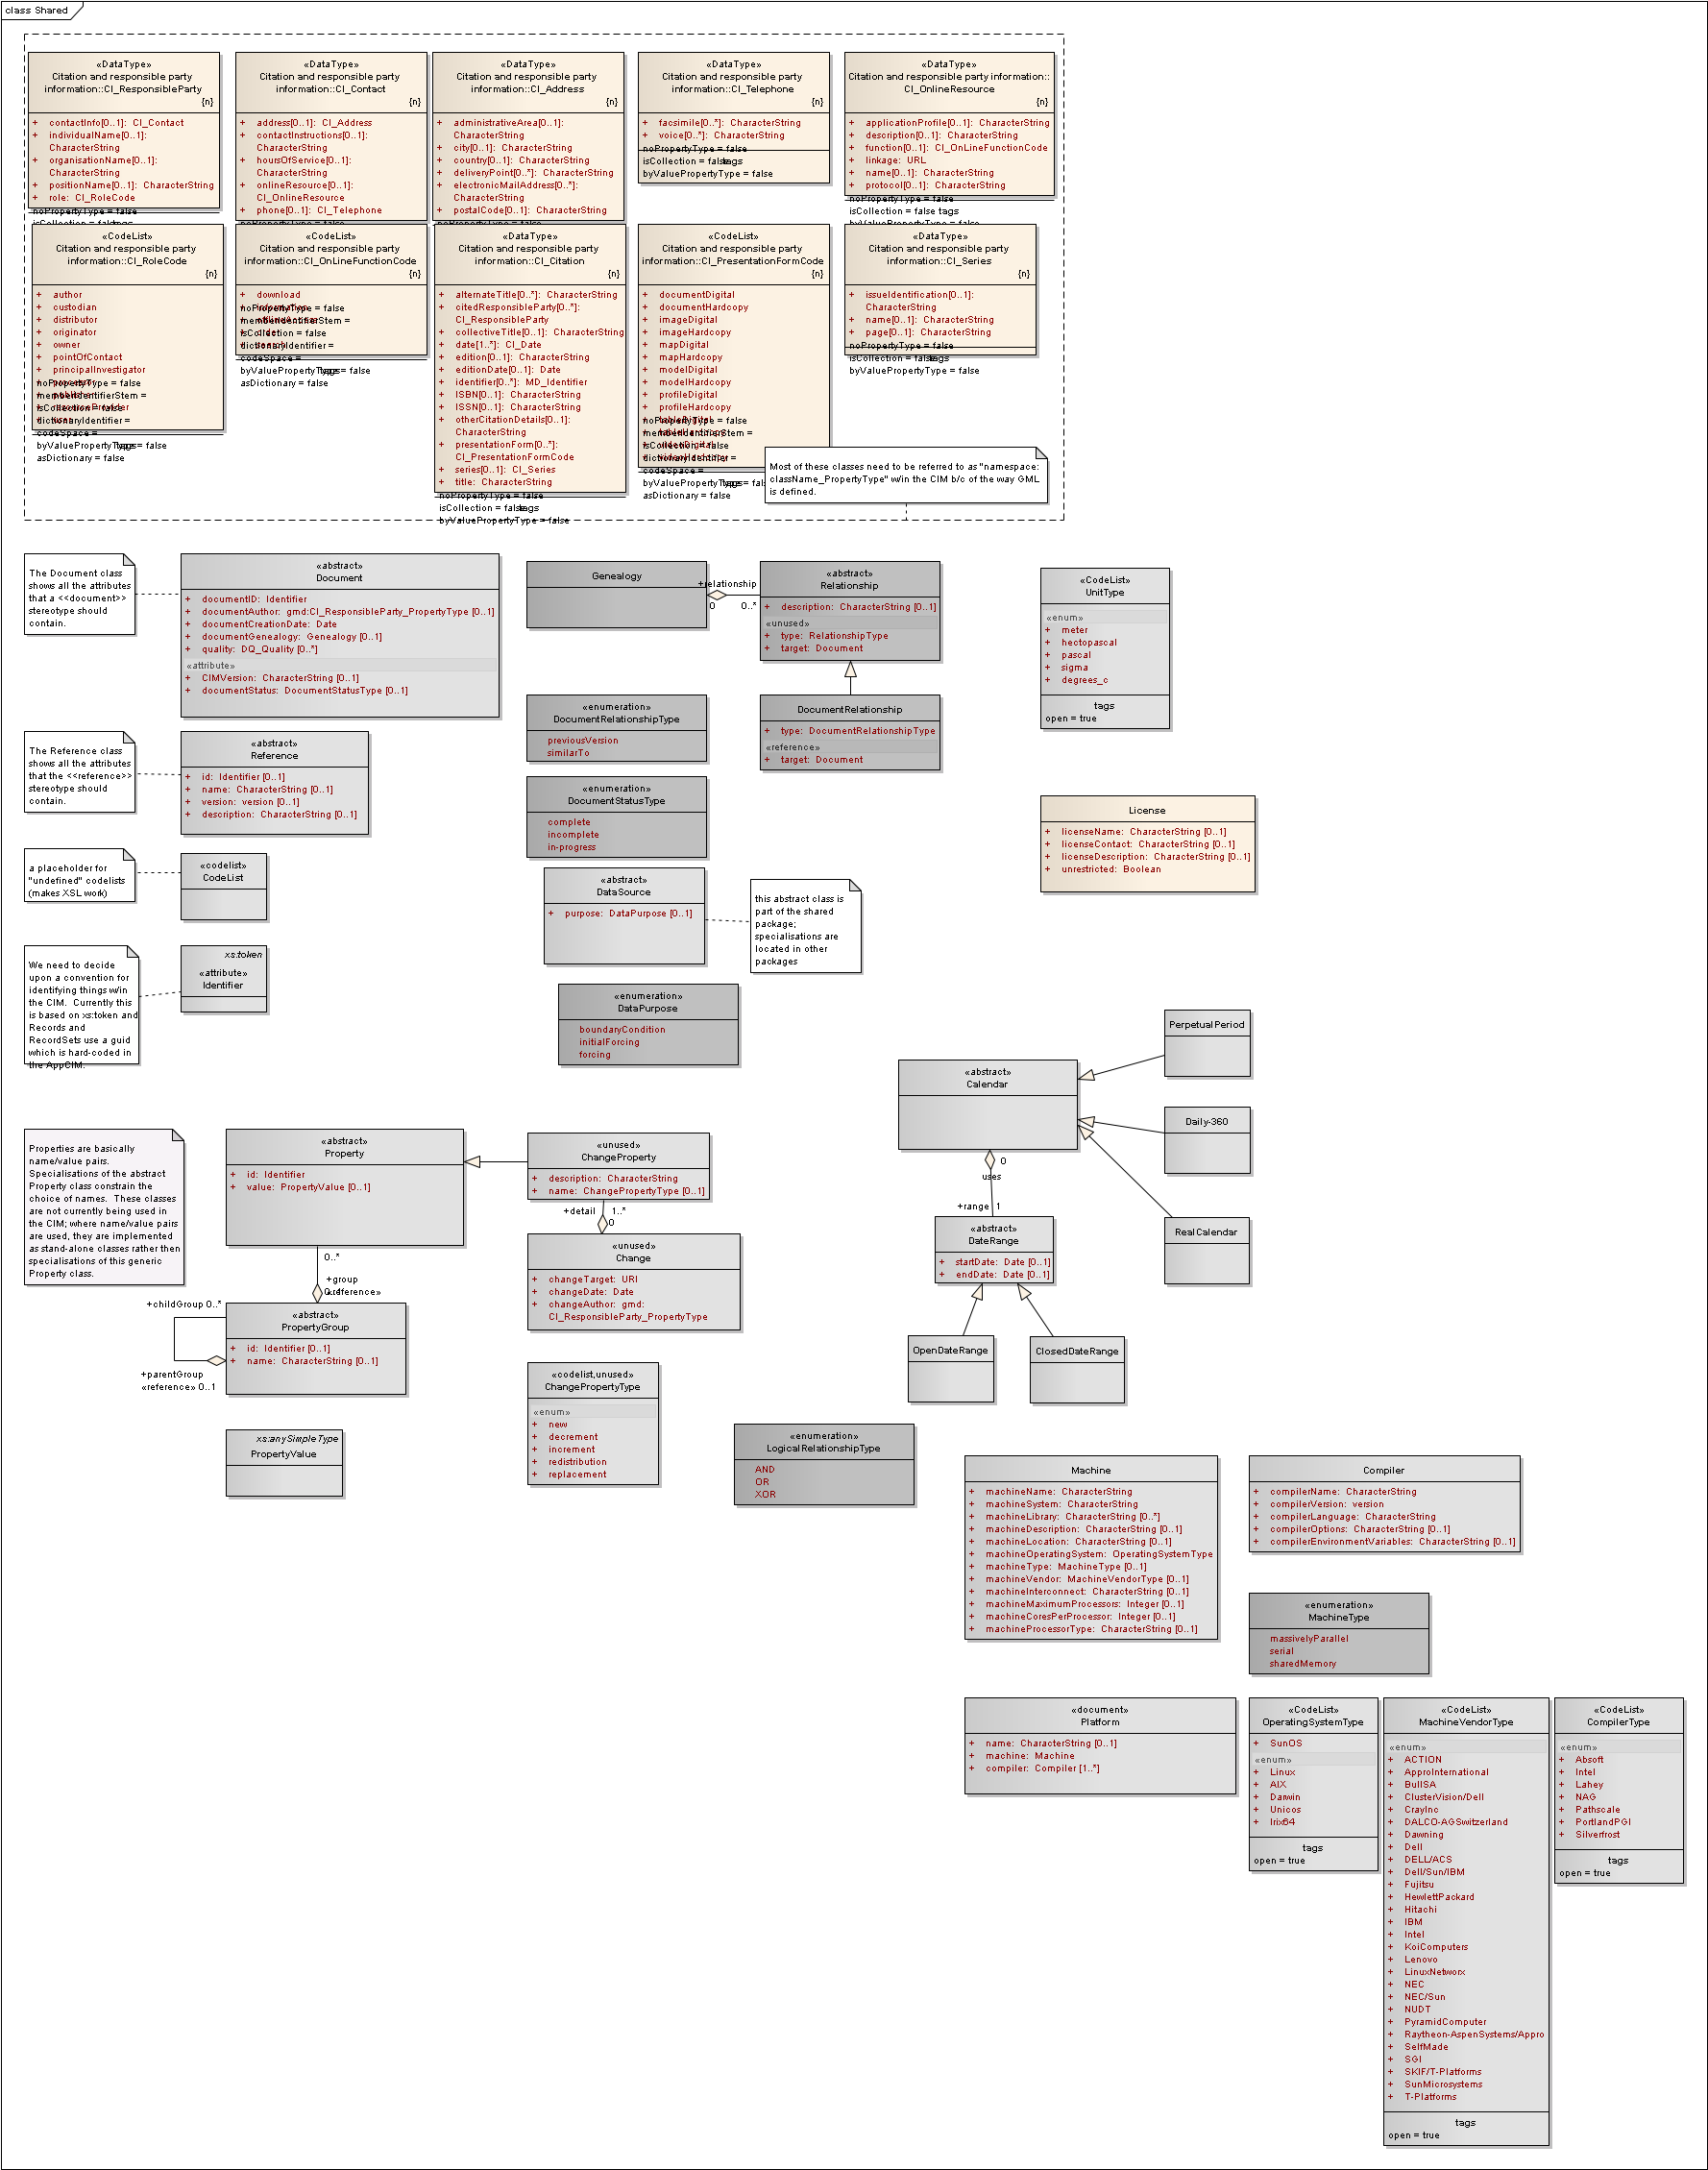 class Shared
«DataType»
Citation and responsible party
information::CI_ResponsibleParty
{n}
+ contactInfo[0..1]: CI_Contact
+ individualName[0..1]:
CharacterString
+ organisationName[0..1]:
CharacterString
+ positionName[0..1]: CharacterString
+ role: CI_RoleCode
noPropertyType = false
isCollection = false
«DataType»
Citation and responsible party
information::CI_Contact
{n}
+ address[0..1]: CI_Address
+ contactInstructions[0..1]:
CharacterString
+ hoursOfService[0..1]:
CharacterString
+ onlineResource[0..1]:
CI_OnlineResource
+ phone[0..1]: CI_Telephone
«DataType»
Citation and responsible party
information::CI_Address
{n}
+ administrativeArea[0..1]:
CharacterString
+ city[0..1]: CharacterString
+ country[0..1]: CharacterString
+ deliveryPoint[0..*]: CharacterString
+ electronicMailAddress[0..*]:
CharacterString
+ postalCode[0..1]: CharacterString
«DataType»
Citation and responsible party
information::CI_Telephone
{n}
+ facsimile[0..*]: CharacterString
+ voice[0..*]: CharacterString
noPropertyType = false
isCollection = false
tags
byValuePropertyType = false
«DataType»
Citation and responsible party information::
CI_OnlineResource
{n}
+ applicationProfile[0..1]: CharacterString
+ description[0..1]: CharacterString
+ function[0..1]: CI_OnLineFunctionCode
+ linkage: URL
+ name[0..1]: CharacterString
+ protocol[0..1]: CharacterString
noPropertyType = false
isCollection = false
tags
byValuePropertyType = false
«CodeList»
Citation and responsible party
information::CI_RoleCode
{n}
+ author
+ custodian
+ distributor
+ originator
+ owner
+ pointOfContact
+ principalInvestigator
noPropertyType = false
memberIdentifierStem =
isCollection = false
dictionaryIdentifier =
codeSpace =
byValuePropertyType = false
tags
asDictionary = false
«CodeList»
Citation and responsible party
information::CI_OnLineFunctionCode
{n}
+ download
noPropertyType = false
memberIdentifierStem =
isCollection = false
dictionaryIdentifier =
codeSpace =
byValuePropertyType = false
tags
asDictionary = false
«DataType»
Citation and responsible party
information::CI_Citation
{n}
+ alternateTitle[0..*]: CharacterString
+ citedResponsibleParty[0..*]:
CI_ResponsibleParty
+ collectiveTitle[0..1]: CharacterString
+ date[1..*]: CI_Date
+ edition[0..1]: CharacterString
+ editionDate[0..1]: Date
+ identifier[0..*]: MD_Identifier
+ ISBN[0..1]: CharacterString
+ ISSN[0..1]: CharacterString
+ otherCitationDetails[0..1]:
CharacterString
+ presentationForm[0..*]:
CI_PresentationFormCode
+ series[0..1]: CI_Series
+ title: CharacterString
noPropertyType = false
isCollection = false
tags
byValuePropertyType = false
«CodeList»
Citation and responsible party
information::CI_PresentationFormCode
{n}
+ documentDigital
+ documentHardcopy
+ imageDigital
+ imageHardcopy
+ mapDigital
+ mapHardcopy
+ modelDigital
+ modelHardcopy
+ profileDigital
+ profileHardcopy
noPropertyType = false
memberIdentifierStem =
isCollection = false
dictionaryIdentifier =
codeSpace =
asDictionary = false
«DataType»
Citation and responsible party
information::CI_Series
{n}
+ issueIdentification[0..1]:
CharacterString
+ name[0..1]: CharacterString
+ page[0..1]: CharacterString
noPropertyType = false
isCollection = false
tags
byValuePropertyType = false
Most of these classes need to be referred to as "namespace:
className_PropertyType" w/in the CIM b/c of the way GML
is defined.
The Document class
shows all the attributes
that a <<document>>
stereotype should
contain.
«abstract»
Document
+ documentID: Identifier
+ documentAuthor: gmd:CI_ResponsibleParty_PropertyType [0..1]
+ documentCreationDate: Date
+ documentGenealogy: Genealogy [0..1]
+ quality: DQ_Quality [0..*]
«attribute»
+ CIMVersion: CharacterString [0..1]
+ documentStatus: DocumentStatusType [0..1]
Genealogy
+relationship
0
0..*
«abstract»
Relationship
+ description: CharacterString [0..1]
«unused»
+ type: RelationshipType
+ target: Document
«CodeList»
UnitType
«enum»
+ meter
+ hectopascal
+ pascal
+ sigma
+ degrees_c
tags
open = true
«enumeration»
DocumentRelationshipType
previousVersion
similarTo
DocumentRelationship
+ type: DocumentRelationshipType
«reference»
+ target: Document
The Reference class
shows all the attributes
that the <<reference>>
stereotype should
contain.
«abstract»
Reference
+ id: Identifier [0..1]
+ name: CharacterString [0..1]
+ version: version [0..1]
+ description: CharacterString [0..1]
«enumeration»
DocumentStatusType
complete
incomplete
in-progress
License
+ licenseName: CharacterString [0..1]
+ licenseContact: CharacterString [0..1]
+ licenseDescription: CharacterString [0..1]
+ unrestricted: Boolean
a placeholder for
"undefined" codelists
(makes XSL work)
«codelist»
CodeList
«abstract»
DataSource
+ purpose: DataPurpose [0..1]
this abstract class is
part of the shared
package;
specialisations are
located in other
packages
We need to decide
upon a convention for
identifying things w/in
the CIM. Currently this
is based on xs:token and
Records and
RecordSets use a guid
which is hard-coded in
the AppCIM.
xs:token
«attribute»
Identifier
«enumeration»
DataPurpose
boundaryCondition
initialForcing
forcing
«abstract»
Calendar
PerpetualPeriod
Daily-360
RealCalendar
0
uses
+range 1
«abstract»
DateRange
+ startDate: Date [0..1]
+ endDate: Date [0..1]
OpenDateRange
ClosedDateRange
Properties are basically
name/value pairs.
Specialisations of the abstract
Property class constrain the
choice of names. These classes
are not currently being used in
the CIM; where name/value pairs
are used, they are implemented
as stand-alone classes rather then
specialisations of this generic
Property class.
«abstract»
Property
+ id: Identifier
+ value: PropertyValue [0..1]
«unused»
ChangeProperty
+ description: CharacterString
+ name: ChangePropertyType [0..1]
+detail 1..*
0
«unused»
Change
+ changeTarget: URI
+ changeDate: Date
+ changeAuthor: gmd:
CI_ResponsibleParty_PropertyType
0..*
+group
0..1
«reference»
+childGroup 0..*
«abstract»
PropertyGroup
+ id: Identifier [0..1]
+ name: CharacterString [0..1]
+parentGroup
«reference» 0..1
«codelist,unused»
ChangePropertyType
«enum»
+ new
+ decrement
+ increment
+ redistribution
+ replacement
xs:anySimpleType
PropertyValue
«enumeration»
LogicalRelationshipType
AND
OR
XOR
Machine
+ machineName: CharacterString
+ machineSystem: CharacterString
+ machineLibrary: CharacterString [0..*]
+ machineDescription: CharacterString [0..1]
+ machineLocation: CharacterString [0..1]
+ machineOperatingSystem: OperatingSystemType
+ machineType: MachineType [0..1]
+ machineVendor: MachineVendorType [0..1]
+ machineInterconnect: CharacterString [0..1]
+ machineMaximumProcessors: Integer [0..1]
+ machineCoresPerProcessor: Integer [0..1]
+ machineProcessorType: CharacterString [0..1]
Compiler
+ compilerName: CharacterString
+ compilerVersion: version
+ compilerLanguage: CharacterString
+ compilerOptions: CharacterString [0..1]
+ compilerEnvironmentVariables: CharacterString [0..1]
«enumeration»
MachineType
massivelyParallel
serial
sharedMemory
«document»
Platform
+ name: CharacterString [0..1]
+ machine: Machine
+ compiler: Compiler [1..*]
«CodeList»
OperatingSystemType
+ SunOS
«enum»
+ Linux
+ AIX
+ Darwin
+ Unicos
+ Irix64
tags
open = true
«CodeList»
MachineVendorType
«enum»
+ ACTION
+ ApproInternational
+ BullSA
+ ClusterVision/Dell
+ CrayInc
+ DALCO-AGSwitzerland
+ Dawning
+ Dell
+ DELL/ACS
+ Dell/Sun/IBM
+ Fujitsu
+ HewlettPackard
+ Hitachi
+ IBM
+ Intel
+ KoiComputers
+ Lenovo
+ LinuxNetworx
+ NEC
+ NEC/Sun
+ NUDT
+ PyramidComputer
+ Raytheon-AspenSystems/Appro
+ SelfMade
+ SGI
+ SKIF/T-Platforms
+ SunMicrosystems
+ T-Platforms
tags
open = true
«CodeList»
CompilerType
«enum»
+ Absoft
+ Intel
+ Lahey
+ NAG
+ Pathscale
+ PortlandPGI
+ Silverfrost
tags
open = true